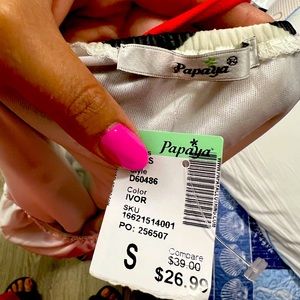 Papaya
Papaya
S
Style
D60486
Color
IVOR
SKU
16621514001
PO: 256507
S
Compare
$39.00
$26.99